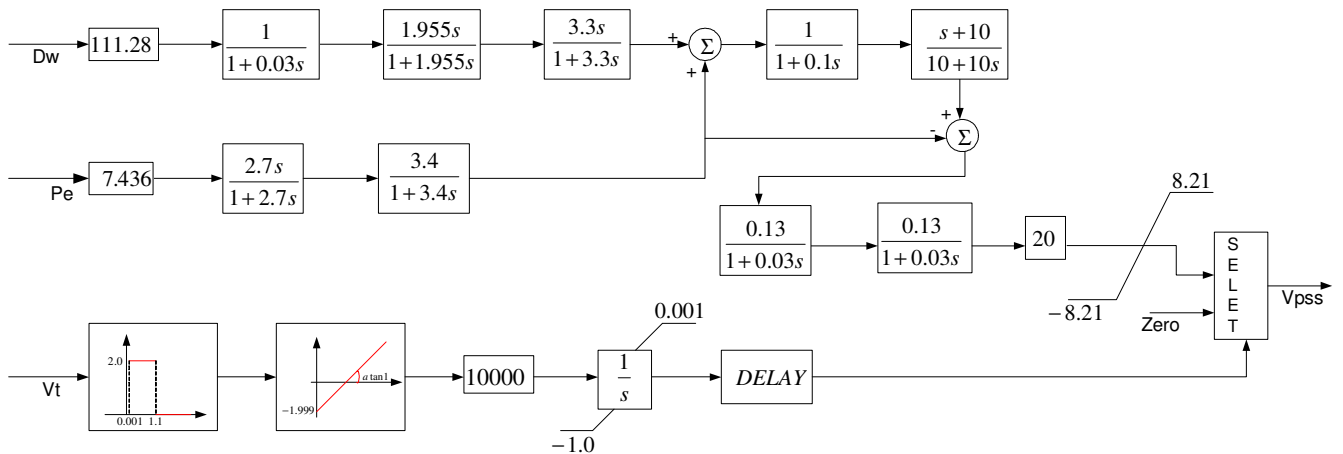 Dw
111.28
1
1+0.03s
1.955s
1+1.955s
3.3s
1+3.3s
+
Σ
+
1
1+0.1s
s+10
10+10s
+
-
Σ
Pe
7.436
2.7s
1+2.7s
3.4
1+3.4s
0.13
1+0.03s
0.13
1+0.03s
20
8.21
−8.21
Zero
S
E
L
E
T
Vpss
Vt
2.0
0.001 1.1
a tan1
−1.999
10000
0.001
1
s
−1.0
DELAY